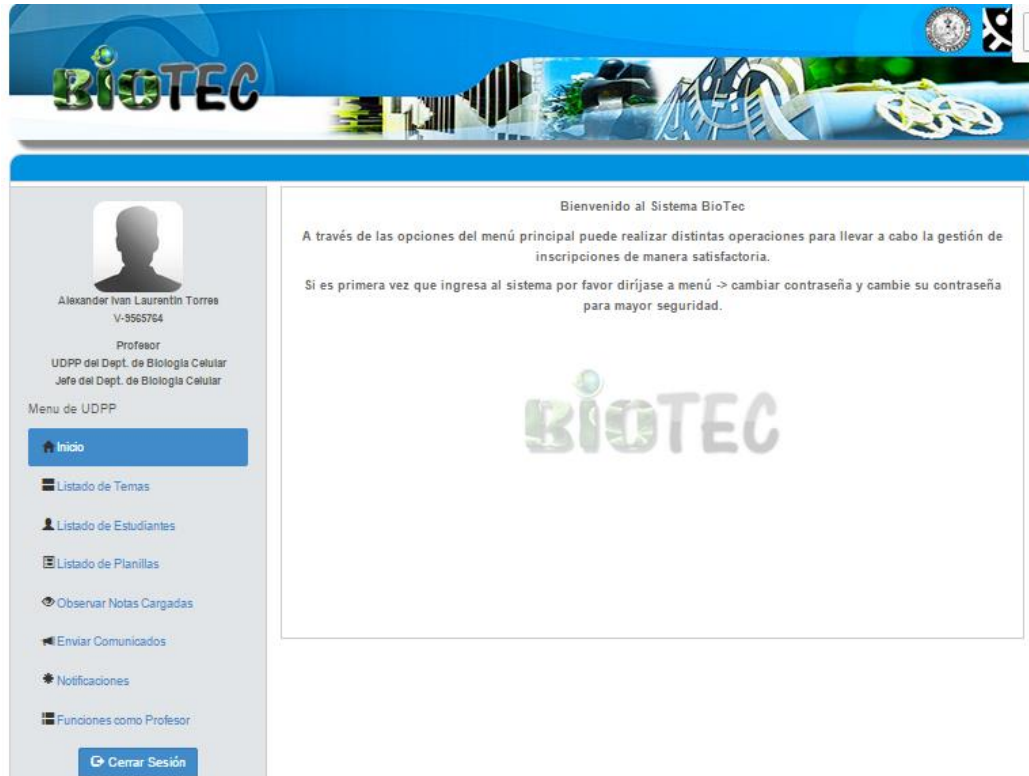 BIOTEC
Alexander Ivan Laurentin Torres
V-9565764
Profesor
UDPP del Dept. de Biologia Celular
Jefe del Dept. de Biologia Celular
Menu de UDPP
Inicio
Listado de Temas
Listado de Estudiantes
Listado de Planillas
Observar Notas Cargadas
Enviar Comunicados
Notificaciones
Funciones como Profesor
Cerrar Sesión
Bienvenido al Sistema BioTec
A través de las opciones del menú principal puede realizar distintas operaciones para llevar a cabo la gestión de
inscripciones de manera satisfactoria.
Si es primera vez que ingresa al sistema por favor diríjase a menú -> cambiar contraseña y cambie su contraseña
para mayor seguridad.
BIOTEC